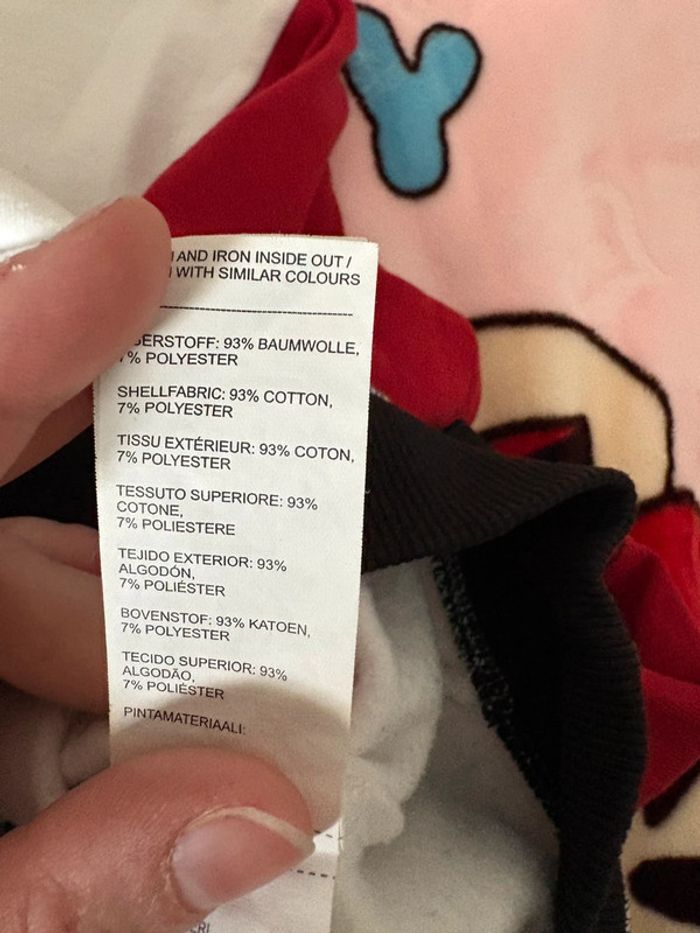 Y
AND IRON INSIDE OUT /
WITH SIMILAR COLOURS
93% BAUMWOLLE,
% POLYESTER
SHELLFABRIC: 93% COTTON,
7% POLYESTER
TISSU EXTÉRIEUR: 93% COTON,
7% POLYESTER
TESSUTO SUPERIORE: 93%
COTONE,
7% POLIESTERE
TEJIDO EXTERIOR: 93%
ALGODÓN,
7% POLIÉSTER
BOVENSTOF: 93% KATOEN,
7% POLYESTER
TECIDO SUPERIOR: 93%
ALGODÃO,
7% POLIÉSTER
PINTAMATERIAALI: